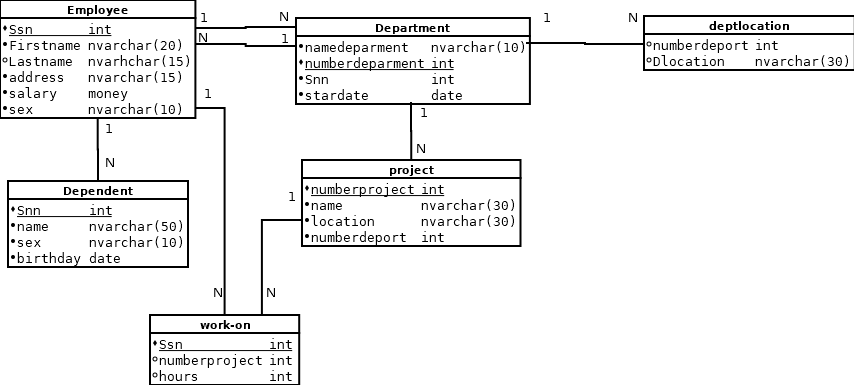 Employee
Ssn int
Firstname nvarchar(20)
Lastname nvarhchar(15)
address nvarchar(15)
salary money
sex nvarchar(10)
1 N
N 1
Department
namedeparment nvarchar(10)
numberdeparment int
Snn int
stardate date
1 N
deptlocation
numberdeport int
Dlocation nvarchar(30)
1
1
N
Dependent
Snn int
name nvarchar(50)
sex nvarchar(10)
birthday date
1
N
project
numberproject int
name nvarchar(30)
location nvarchar(30)
numberdeport int
1
N N
work-on
Ssn int
numberproject int
hours int